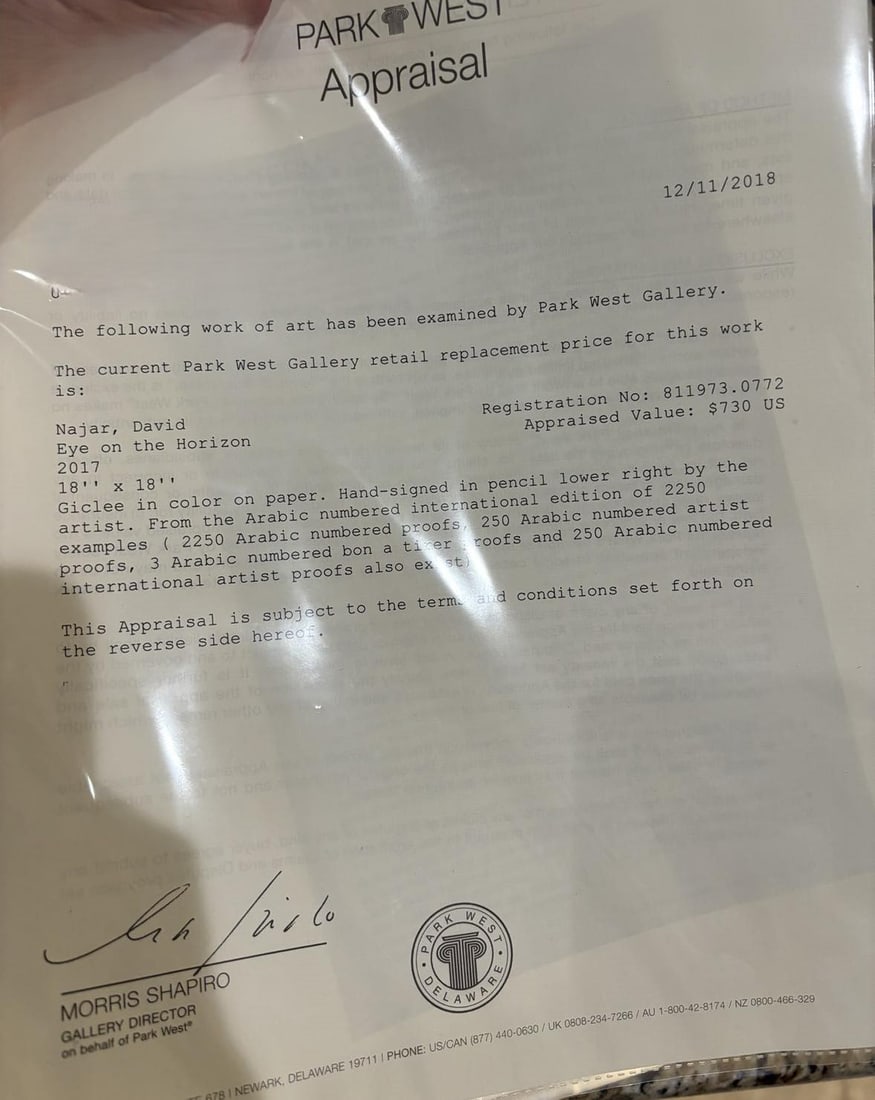 PARK WEST
Appraisal
12/11/2018
The following work of art has been examined by Park West Gallery.
The current Park West Gallery retail replacement price for this work
is:
Registration No: 811973.0772
Appraised Value: $730 US
Najar, David
Eye on the Horizon
2017
18'' x 18''
Giclee in color on paper. Hand-signed in pencil lower right by the
artist. From the Arabic numbered international edition of 2250
examples ( 2250 Arabic numbered proofs, 250 Arabic numbered artist
proofs, 3 Arabic numbered bon a tirer proofs and 250 Arabic numbered
international artist proofs also exist)
This Appraisal is subject to the terms and conditions set forth on
the reverse side hereof.
MORRIS SHAPIRO
GALLERY DIRECTOR
on behalf of Park West®
PARK WEST
• DELAWARE •
678 | NEWARK, DELAWARE 19711 | PHONE: US/CAN (877) 440-0630 / UK 0808-234-7266 / AU 1-800-42-8174 / NZ 0800-466-329